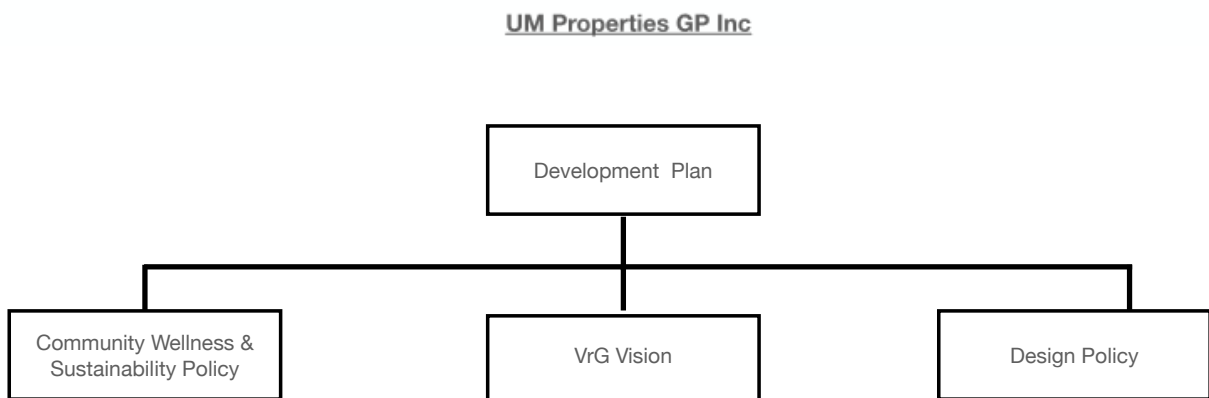 UM Properties GP Inc
Development Plan
Community Wellness &
Sustainability Policy
VrG Vision
Design Policy